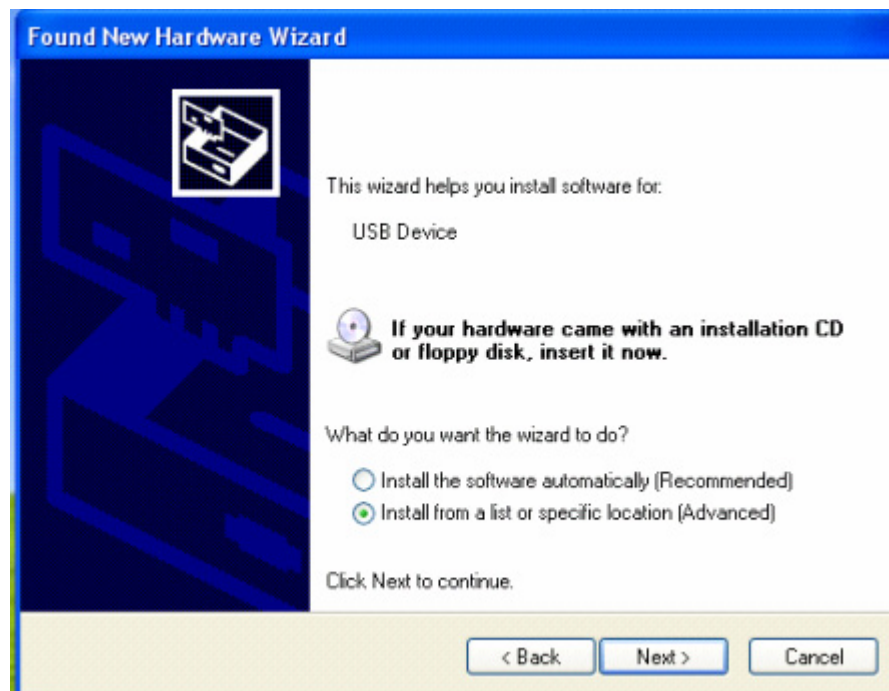 Found New Hardware Wizard
This wizard helps you install software for:
USB Device
If your hardware came with an installation CD
or floppy disk, insert it now.
What do you want the wizard to do?
Install the software automatically (Recommended)
Install from a list or specific location (Advanced)
Click Next to continue.
< Back
Next >
Cancel